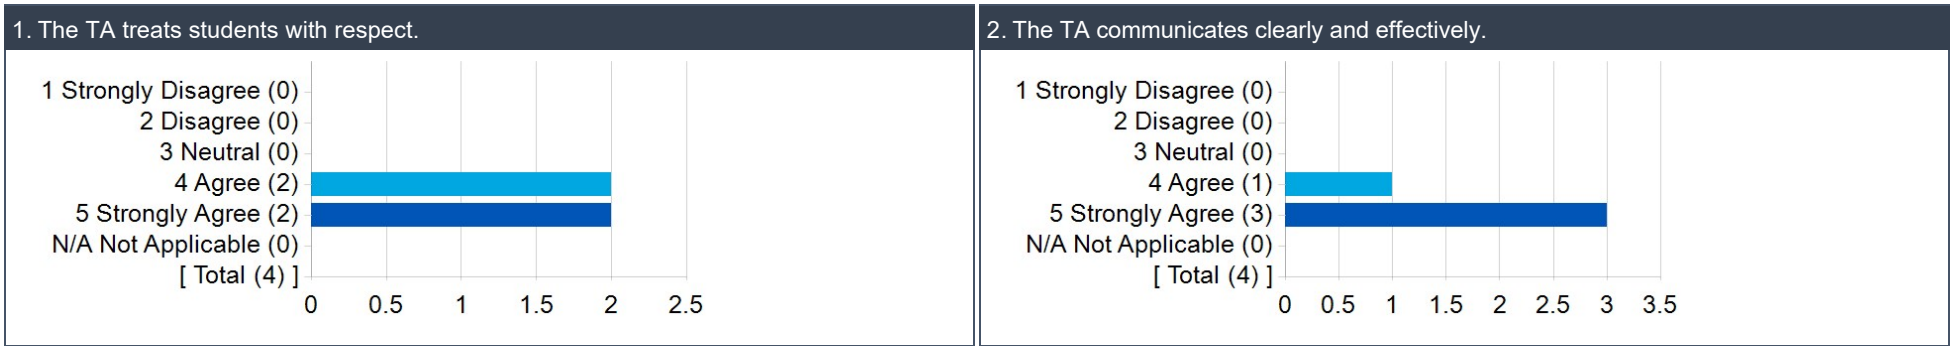 1. The TA treats students with respect.
1 Strongly Disagree (0)
2 Disagree (0)
3 Neutral (0)
4 Agree (2)
5 Strongly Agree (2)
N/A Not Applicable (0)
[ Total (4) ]
0 0.5 1 1.5 2 2.5
2. The TA communicates clearly and effectively.
1 Strongly Disagree (0)
2 Disagree (0)
3 Neutral (0)
4 Agree (1)
5 Strongly Agree (3)
N/A Not Applicable (0)
[ Total (4) ]
0 0.5 1 1.5 2 2.5 3 3.5